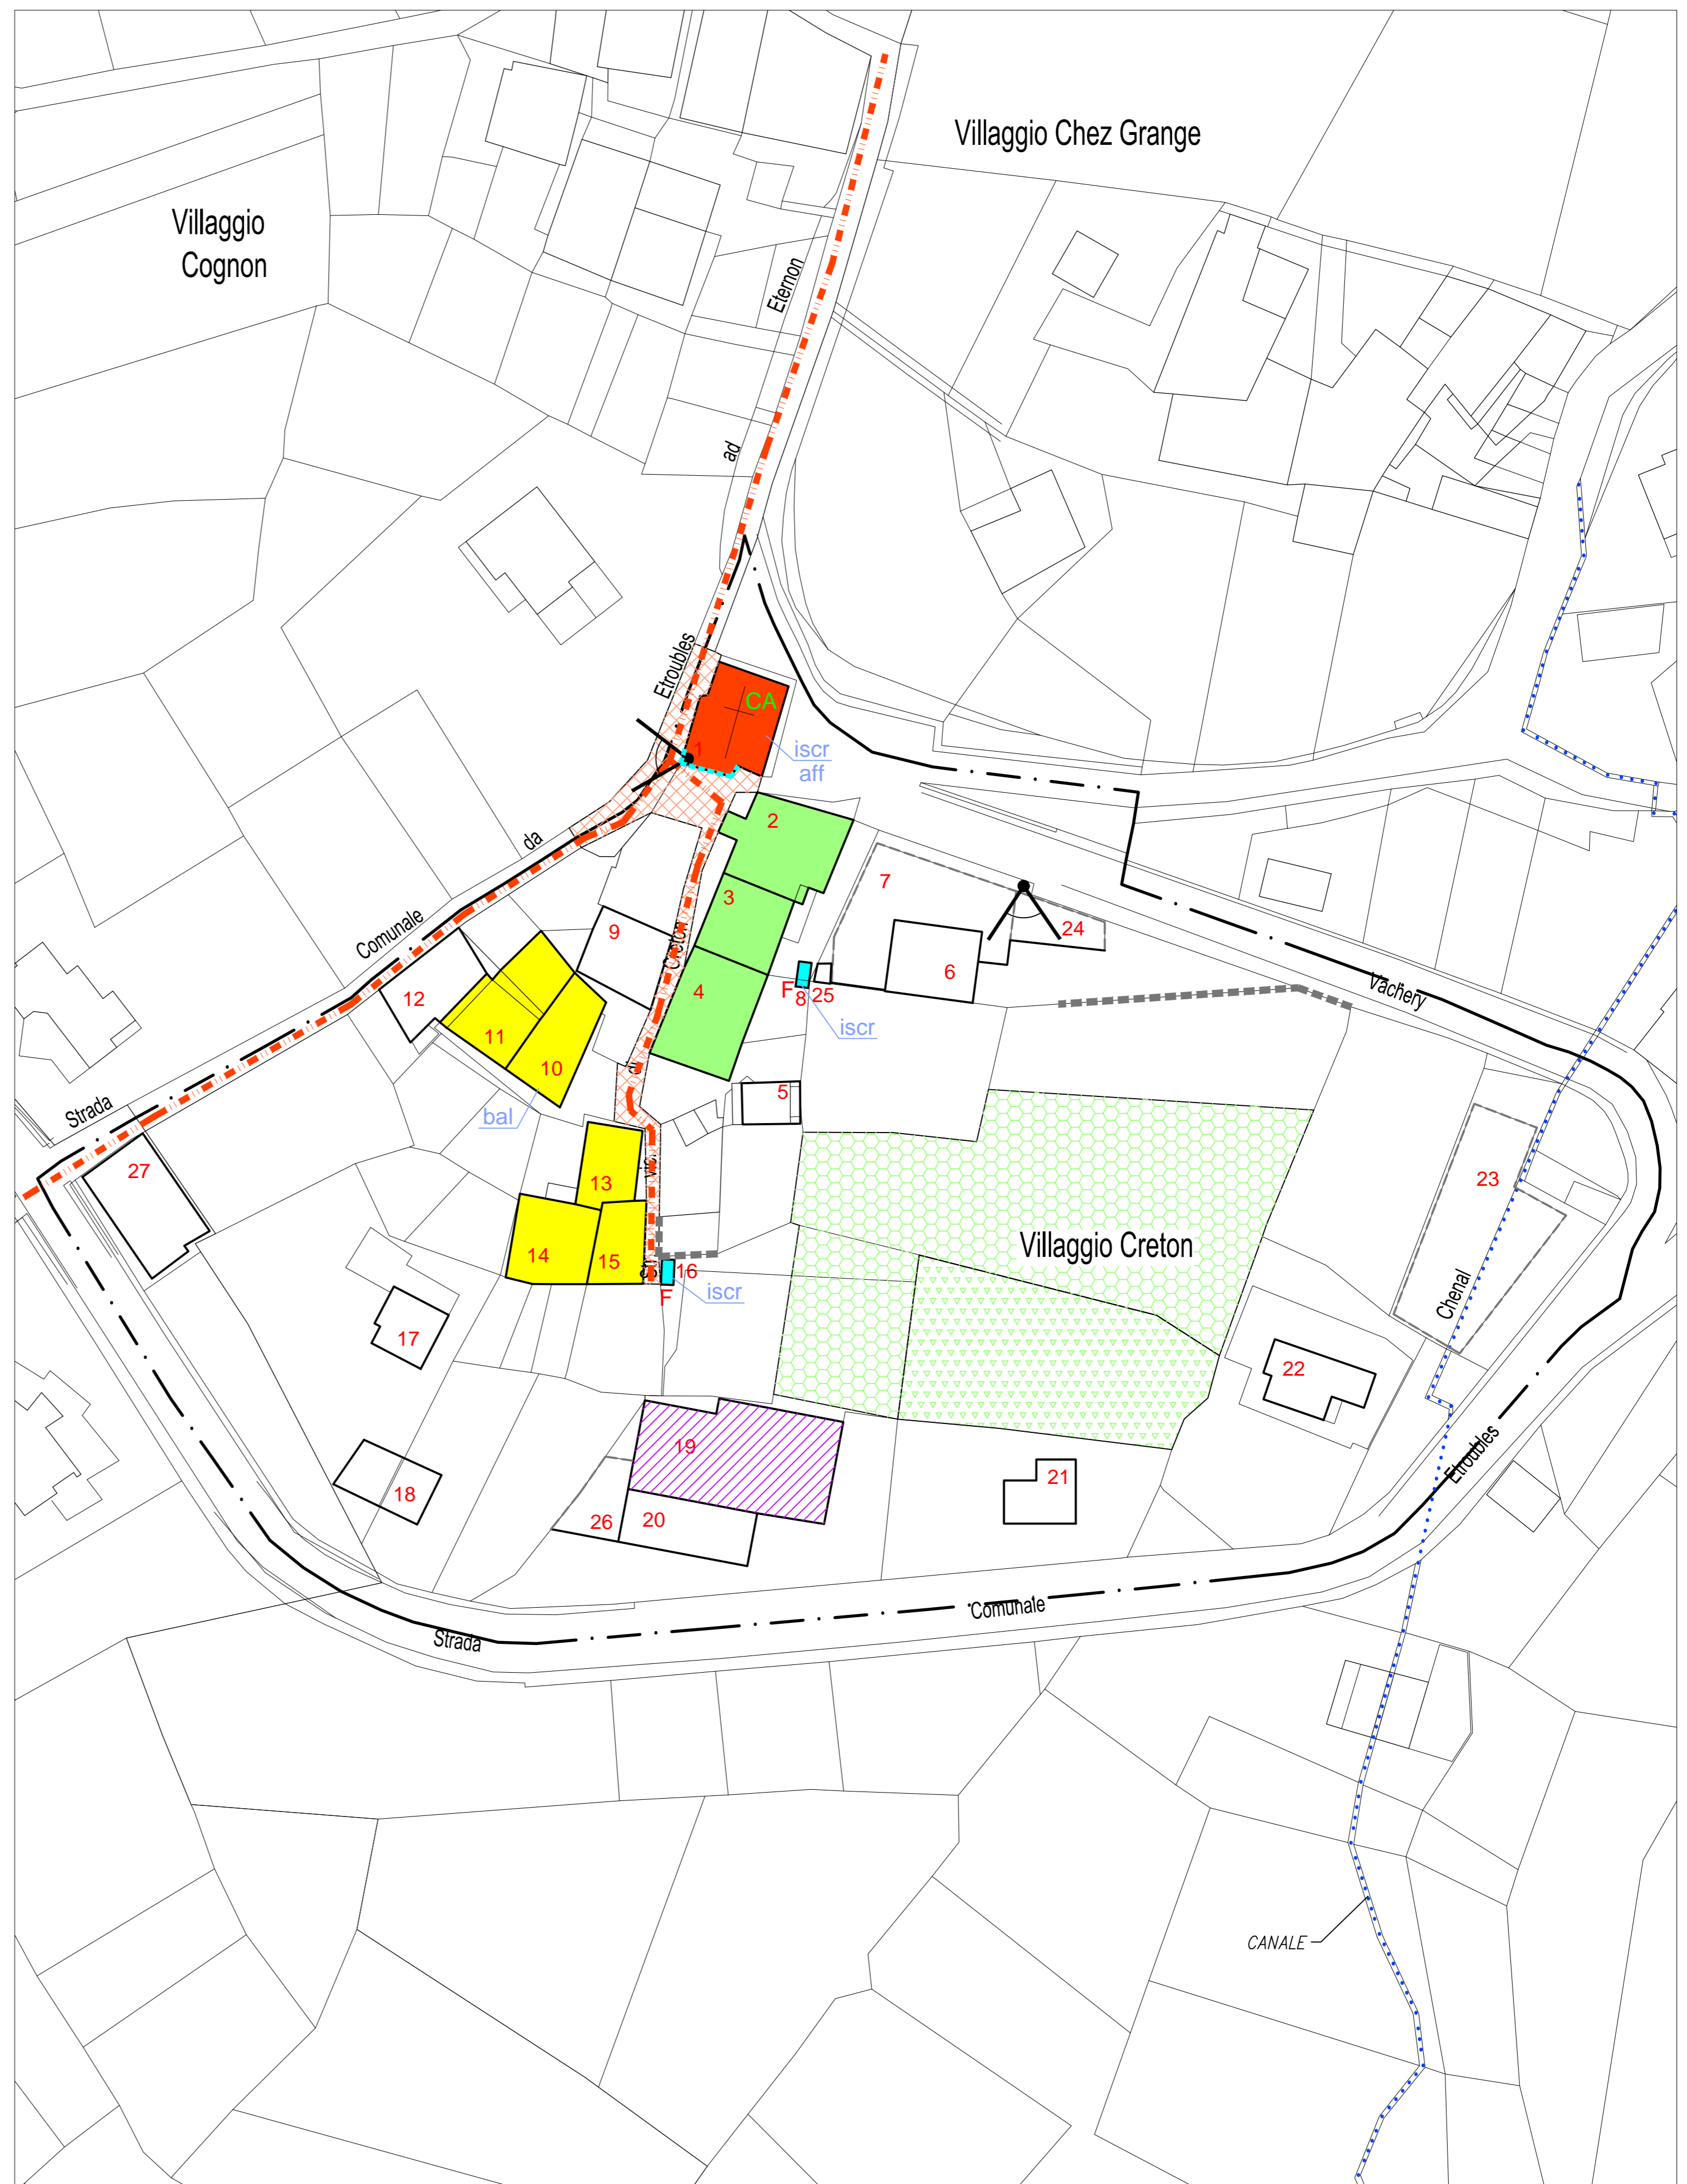 Villaggio Chez Grange
Villaggio
Cognon
Eternon
ad
Etroubles
CA
1
iscr
aff
2
da
7
3
Comunale
9
24
Creton
12
6
4
F
8
25
Vachery
11
iscr
10
di
5
Strada
bal
vic.
27
13
23
Villaggio Creton
14
15
16
F
iscr
Chenal
17
22
19
Etroubles
21
18
26
20
Comunale
Strada
CANALE